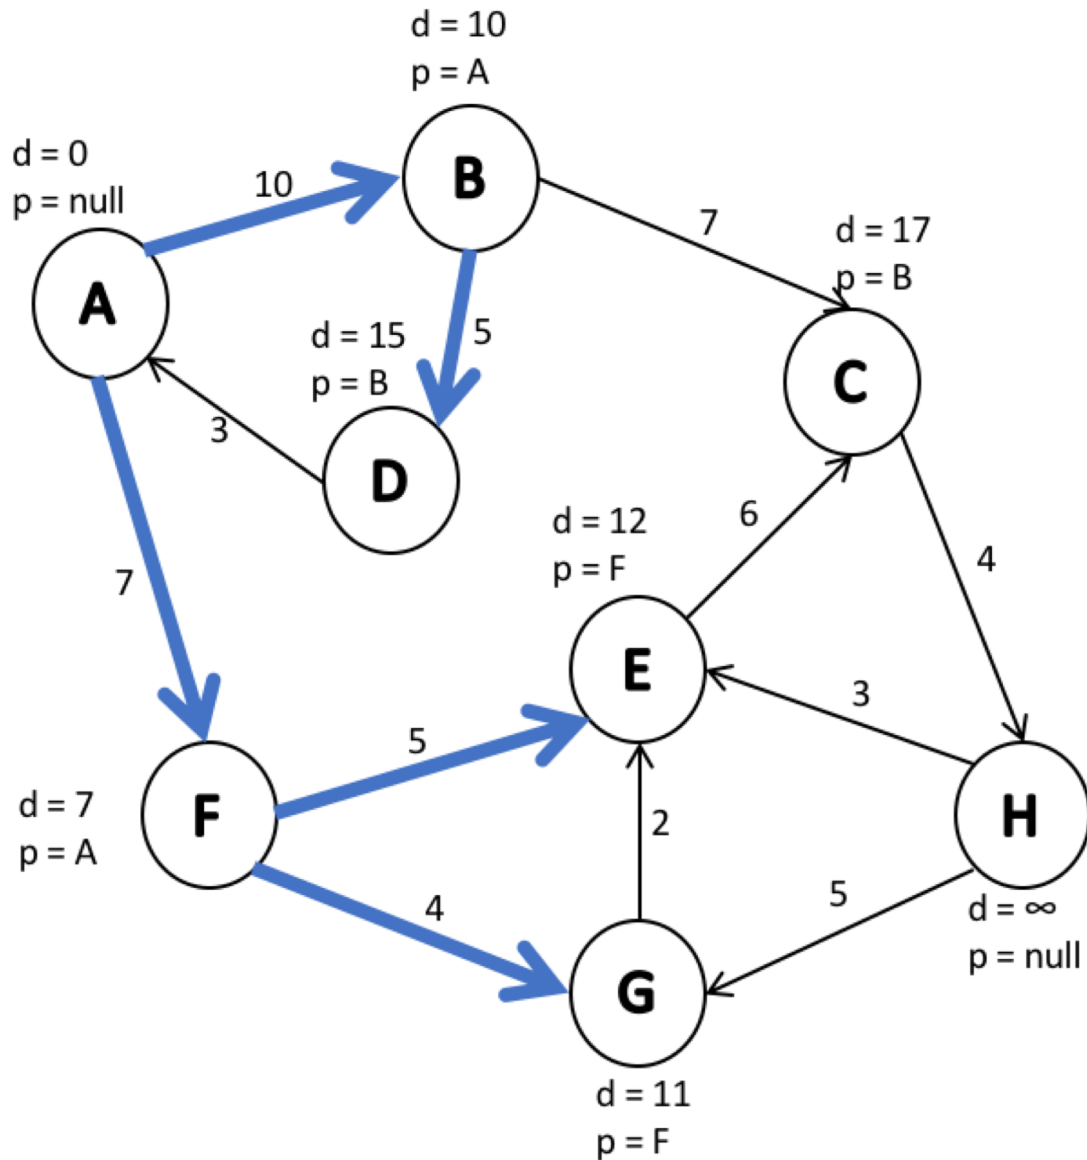 d = 10
p = A
d = 0
p = null
10
B
7
d = 17
p = B
A
d = 15
p = B
5
C
3
D
d = 12
p = F
6
4
7
E
3
5
d = 7
p = A
F
2
H
4
5
d = ∞
p = null
G
d = 11
p = F